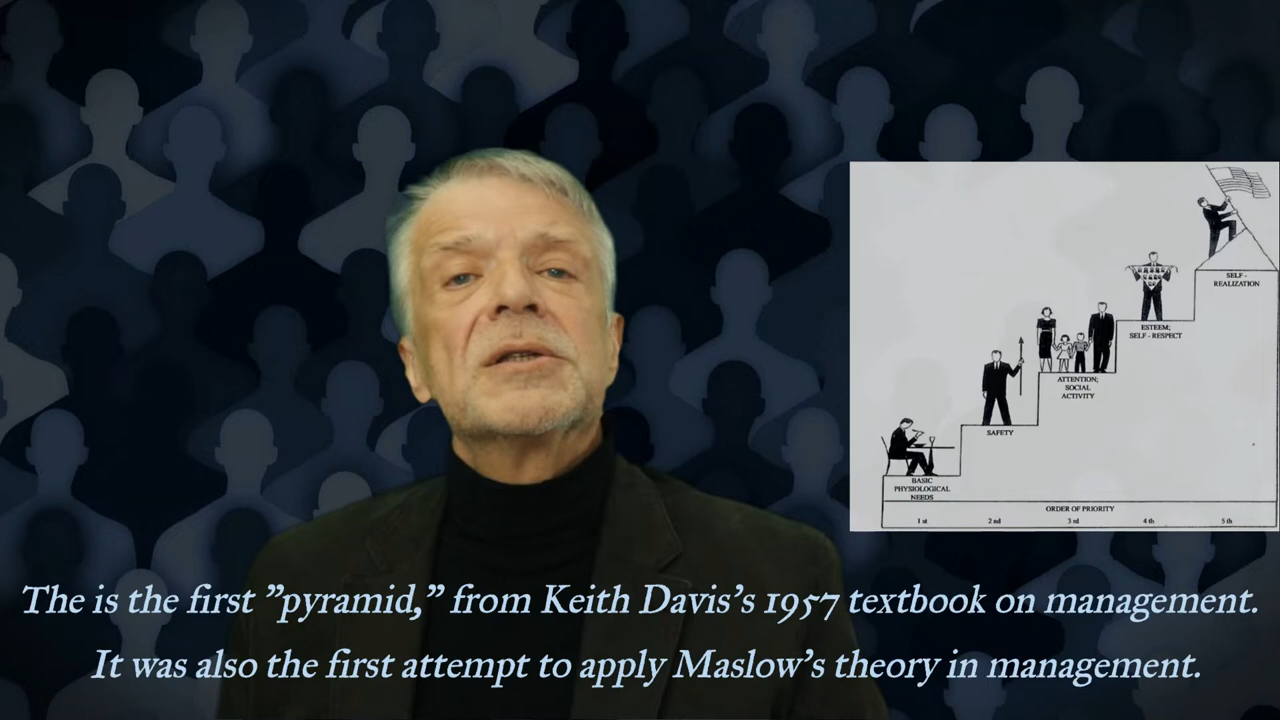 SELF -
REALIZATION
ESTEEM;
SELF - RESPECT
ATTENTION;
SOCIAL
ACTIVITY
SAFETY
BASIC
PHYSIOLOGICAL
NEEDS
ORDER OF PRIORITY
1 st 2 nd 3 rd 4 th 5 th
The is the first "pyramid," from Keith Davis's 1957 textbook on management.
It was also the first attempt to apply Maslow's theory in management.